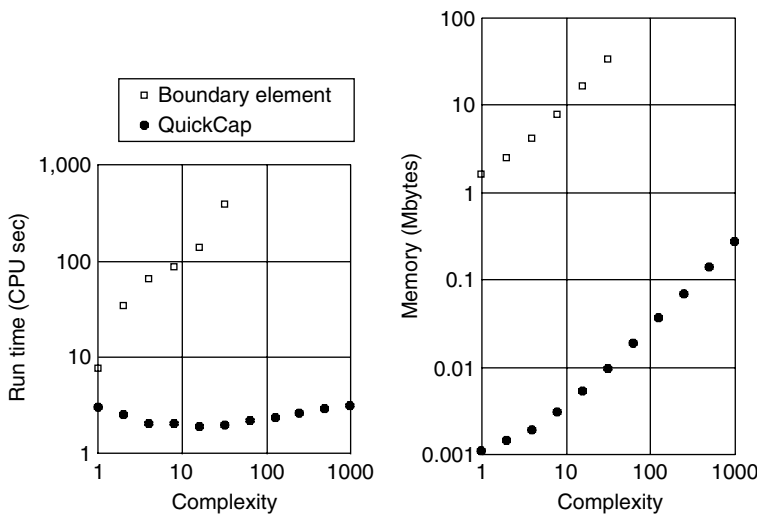 Boundary element
QuickCap
1,000
100
10
1
Run time (CPU sec)
1 10 100 1000
Complexity
100
10
1
0.1
0.01
0.001
Memory (Mbytes)
1 10 100 1000
Complexity